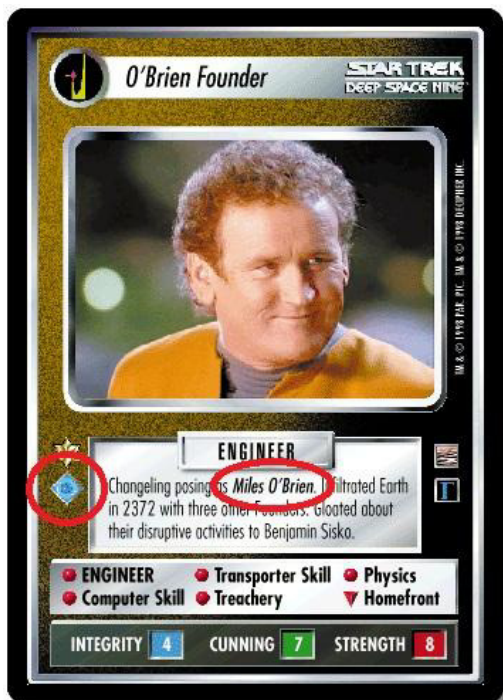 O'Brien Founder
STAR TREK
DEEP SPACE NINE
TM & © 1998 PAR. PIC. TM & © 1998 DECIPHER INC.
ENGINEER
Changeling posing as Miles O'Brien. Infiltrated Earth
in 2372 with three other Founders. Gloated about
their disruptive activities to Benjamin Sisko.
ENGINEER Transporter Skill Physics
Computer Skill Treachery Homefront
INTEGRITY 4 CUNNING 7 STRENGTH 8